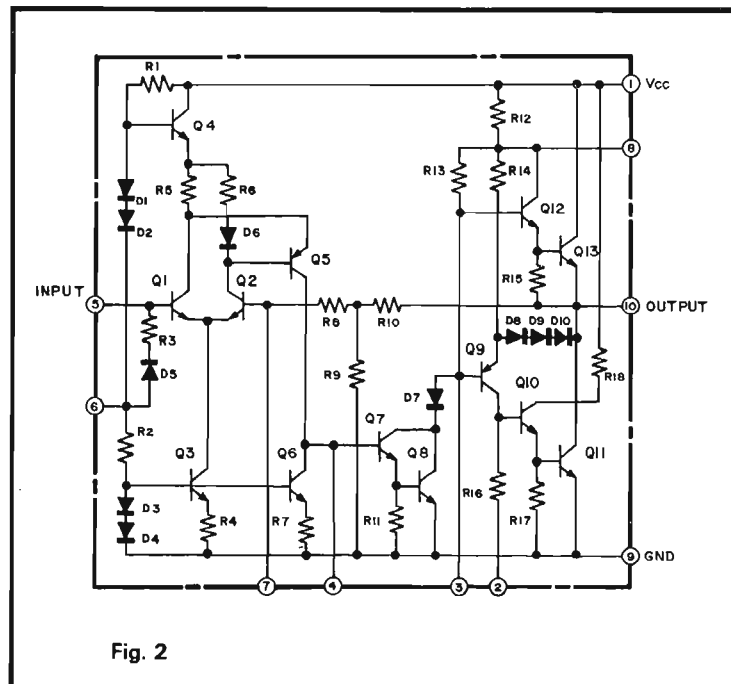 R1
1 Vcc
Q4
R12
8
R5 R6 R13 R14
D1
D2
Q12
D6
Q5
Q13
Q1 Q2
R15
INPUT
5 10 OUTPUT
R3 R8 R10
D8 D9 D10
D5
Q9
R9
R18
6
D7
Q10
R2
Q7
Q3 Q6 Q8 Q11
D3
R16
R4 R7 R11 R17
D4
9 GND
7 4 3 2
Fig. 2